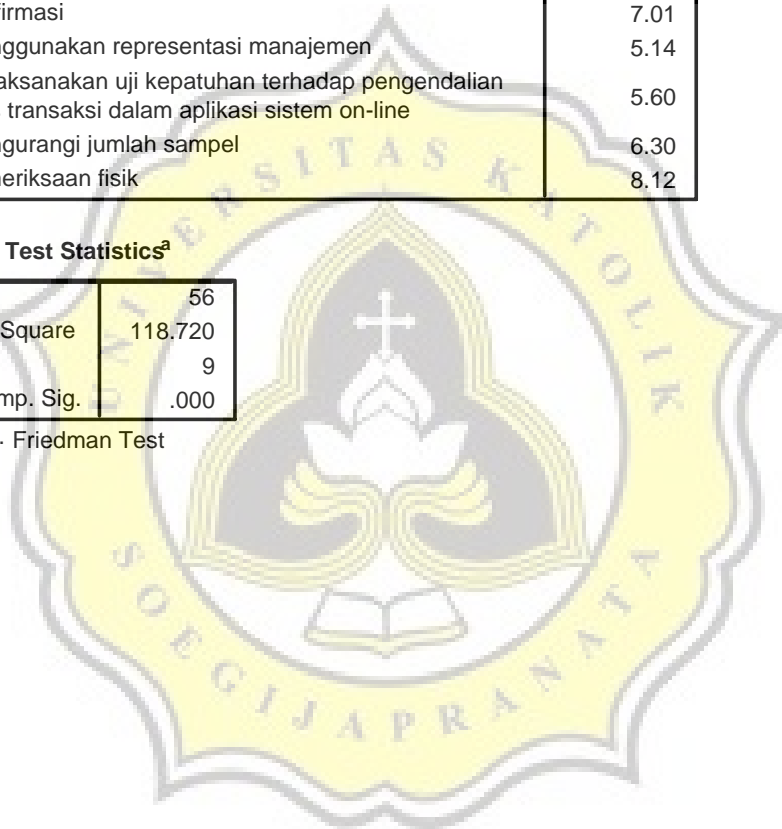 firmasi 7.01
nggunakan representasi manajemen 5.14
aksanakan uji kepatuhan terhadap pengendalian
transaksi dalam aplikasi sistem on-line 5.60
ngurangi jumlah sampel 6.30
neriksaan fisik 8.12
Test Statistics a
56
Square 118.720
9
mp. Sig. .000
. Friedman Test
UNIVERSITAS KATOLIK
SOEGIJAPRANATA